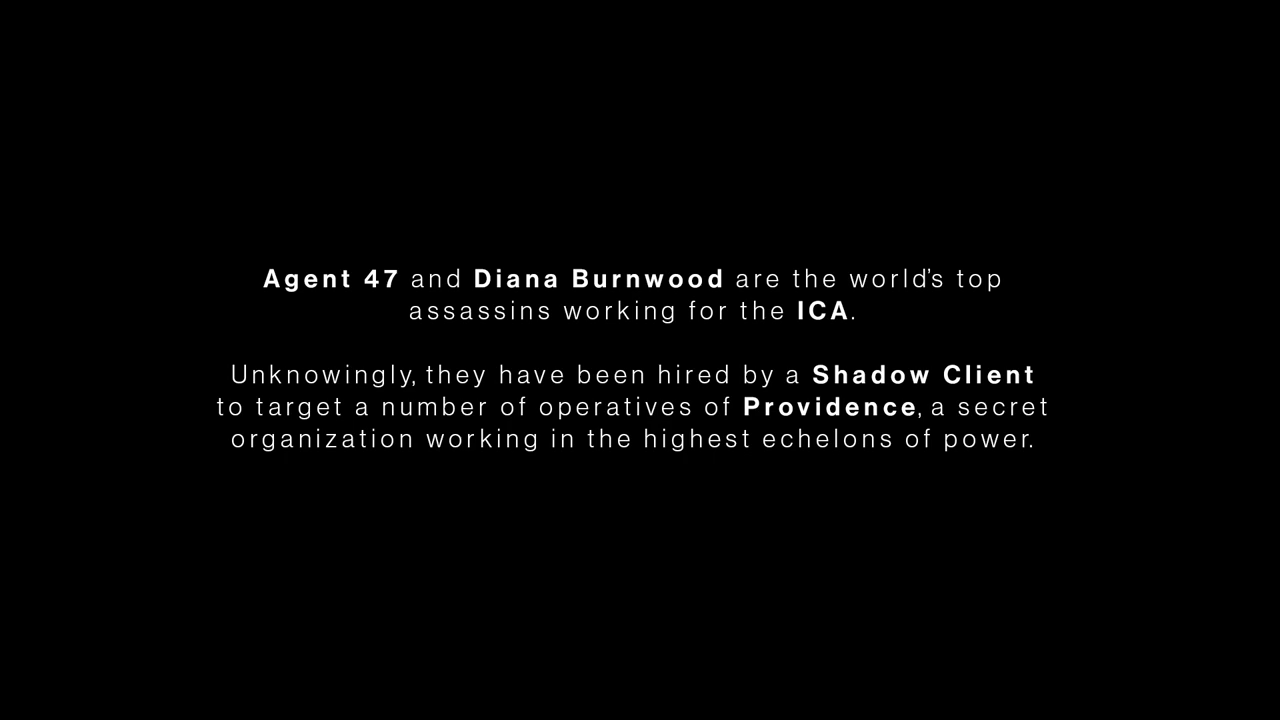 Agent 47 and Diana Burnwood are the world’s top
assassins working for the ICA.
Unknowingly, they have been hired by a Shadow Client
to target a number of operatives of Providence, a secret
organization working in the highest echelons of power.